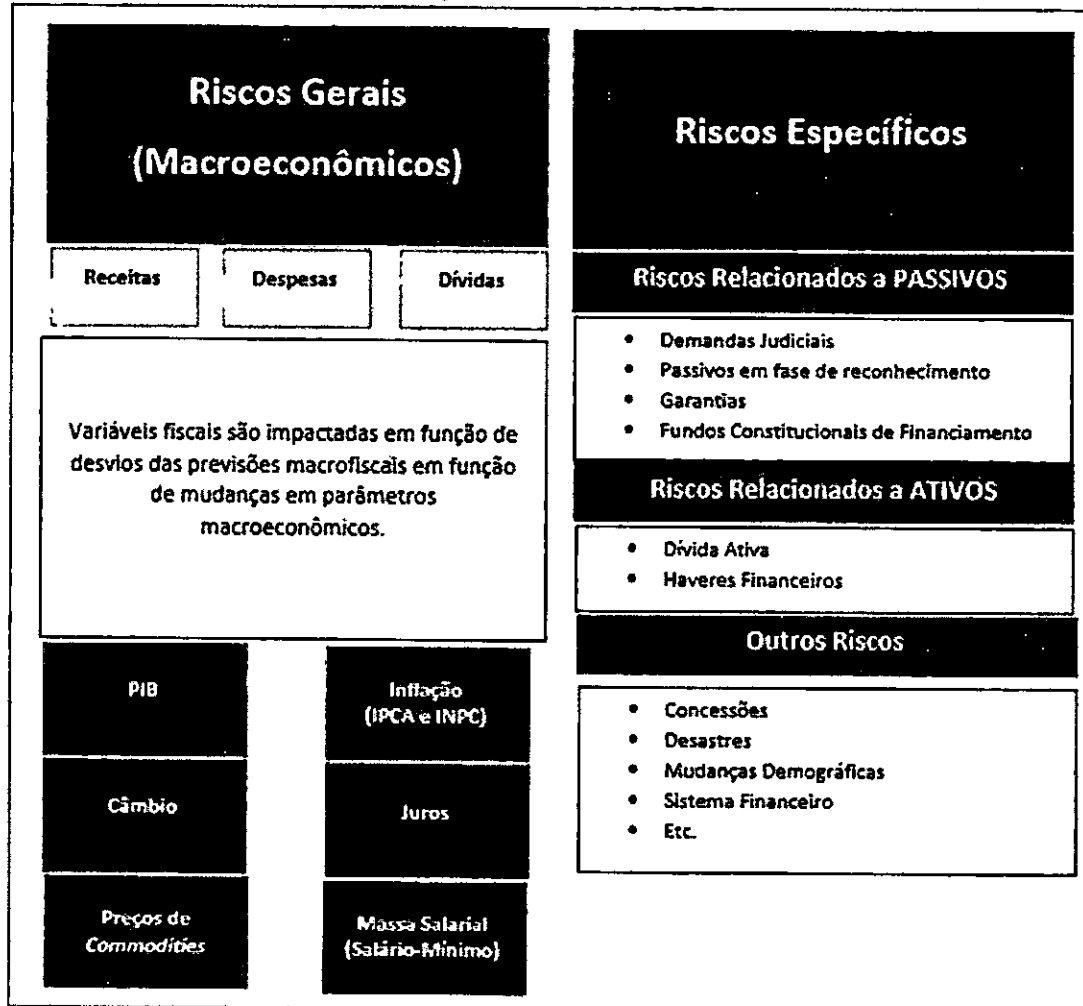 Riscos Gerais
(Macroeconômicos)
Receitas
Despesas
Dívidas
Variáveis fiscais são impactadas em função de
desvios das previsões macrofiscais em função
de mudanças em parâmetros
macroeconômicos.
PIB
Inflação
(IPCA e INPC)
Câmbio
Juros
Preços de
Commodities
Massa Salarial
(Salário-Mínimo)
Riscos Específicos
Riscos Relacionados a PASSIVOS
• Demandas Judiciais
• Passivos em fase de reconhecimento
• Garantias
• Fundos Constitucionais de Financiamento
Riscos Relacionados a ATIVOS
• Dívida Ativa
• Haveres Financeiros
Outros Riscos
• Concessões
• Desastres
• Mudanças Demográficas
• Sistema Financeiro
• Etc.